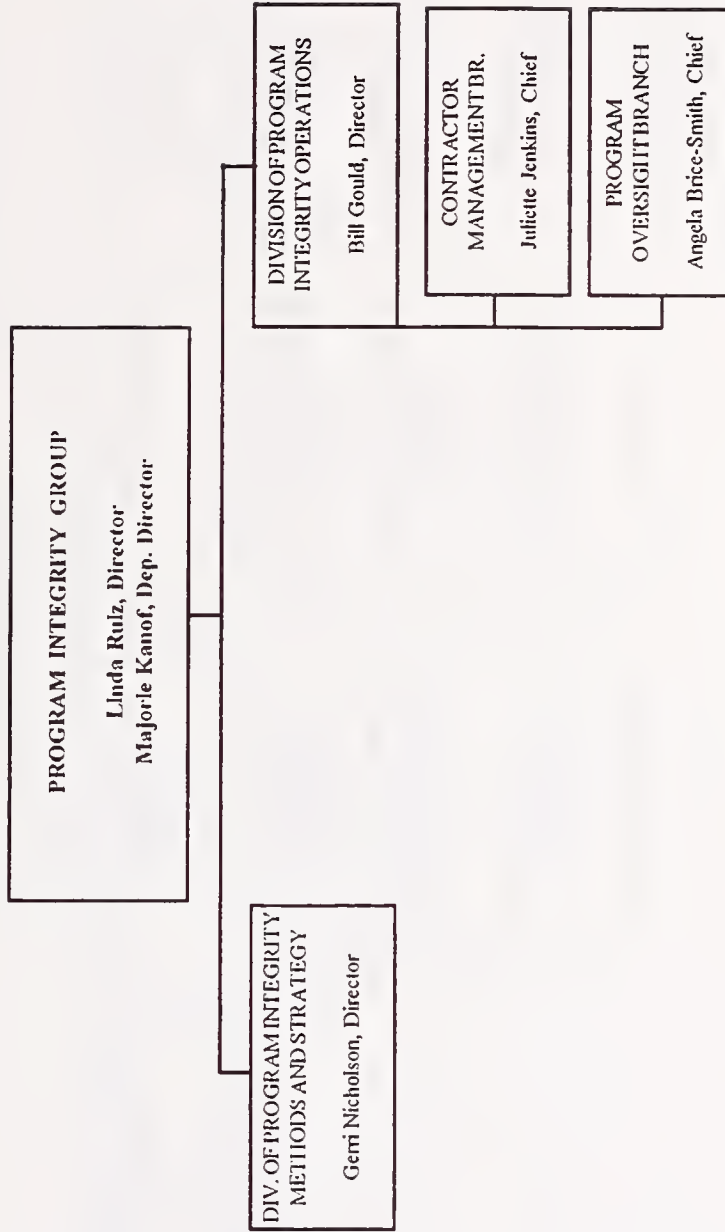 PROGRAM INTEGRITY GROUP
Linda Ruiz, Director
Majorie Kanof, Dep. Director
DIV. OF PROGRAM INTEGRITY
METHODS AND STRATEGY
Gerri Nicholson, Director
DIVISION OF PROGRAM
INTEGRITY OPERATIONS
Bill Gould, Director
CONTRACTOR
MANAGEMENT BR.
Juliette Jenkins, Chief
PROGRAM
OVERSIGHT BRANCH
Angela Brice-Smith, Chief